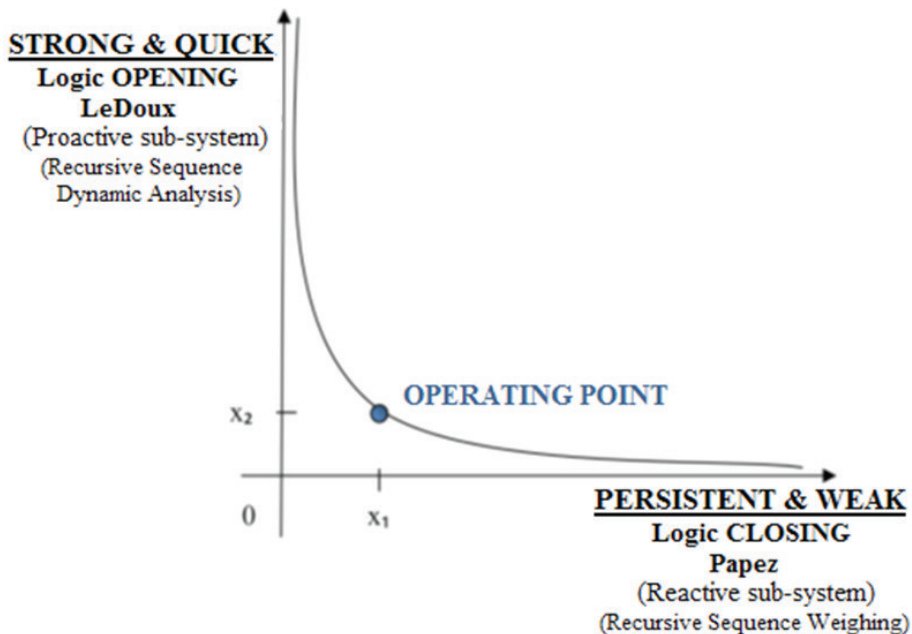 STRONG & QUICK
Logic OPENING
LeDoux
(Proactive sub-system)
(Recursive Sequence
Dynamic Analysis)
OPERATING POINT
x₂
0
x₁
PERSISTENT & WEAK
Logic CLOSING
Papez
(Reactive sub-system)
(Recursive Sequence Weighing)